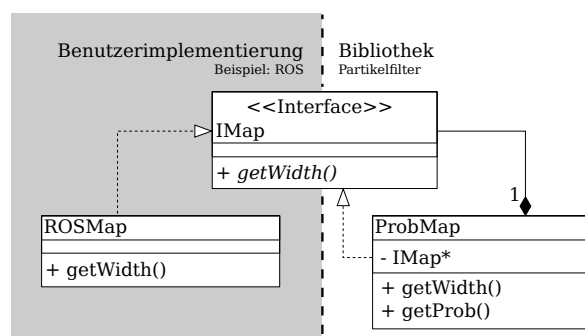 Benutzerimplementierung
Beispiel: ROS
Bibliothek
Partikelfilter
<<Interface>>
IMap
+ getWidth()
1
ROSMap
+ getWidth()
ProbMap
- IMap*
+ getWidth()
+ getProb()